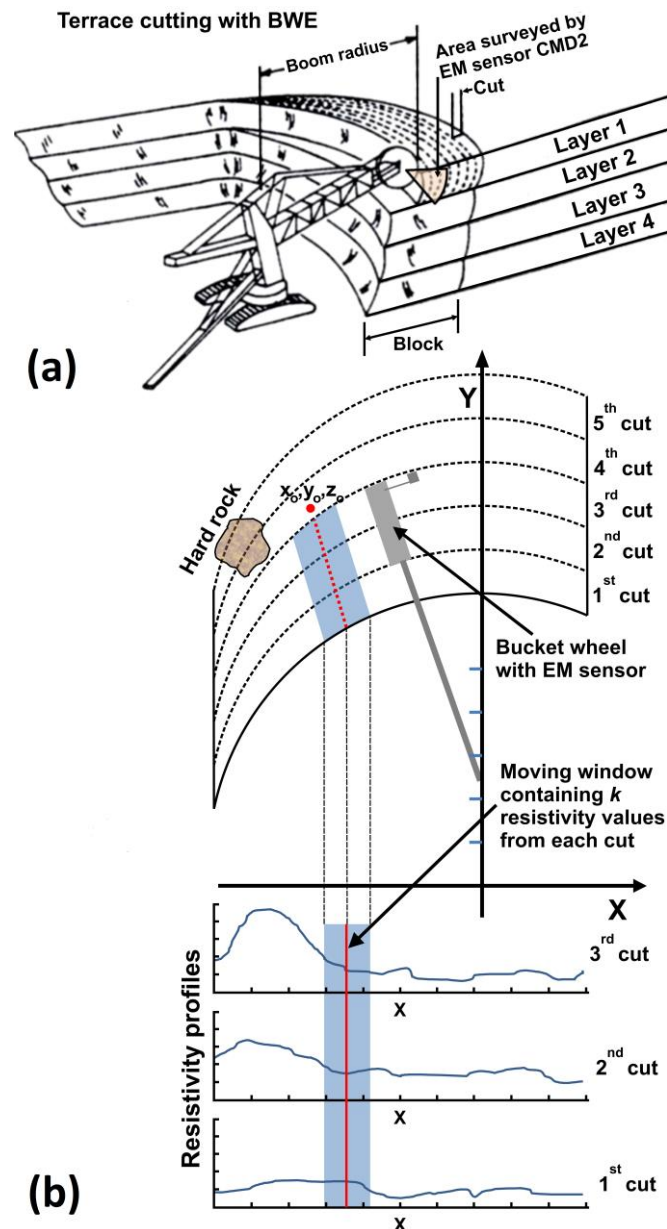 Terrace cutting with BWE
Area surveyed by
EM sensor CMD2
Boom radius
Cut
Layer 1
Layer 2
Layer 3
Layer 4
Block
(a)
Y
5th cut
4th cut
3rd cut
2nd cut
1st cut
xo,yo,zo
Hard rock
Bucket wheel
with EM sensor
Moving window
containing k
resistivity values
from each cut
X
Resistivity profiles
3rd cut
X
2nd cut
X
1st cut
X
(b)